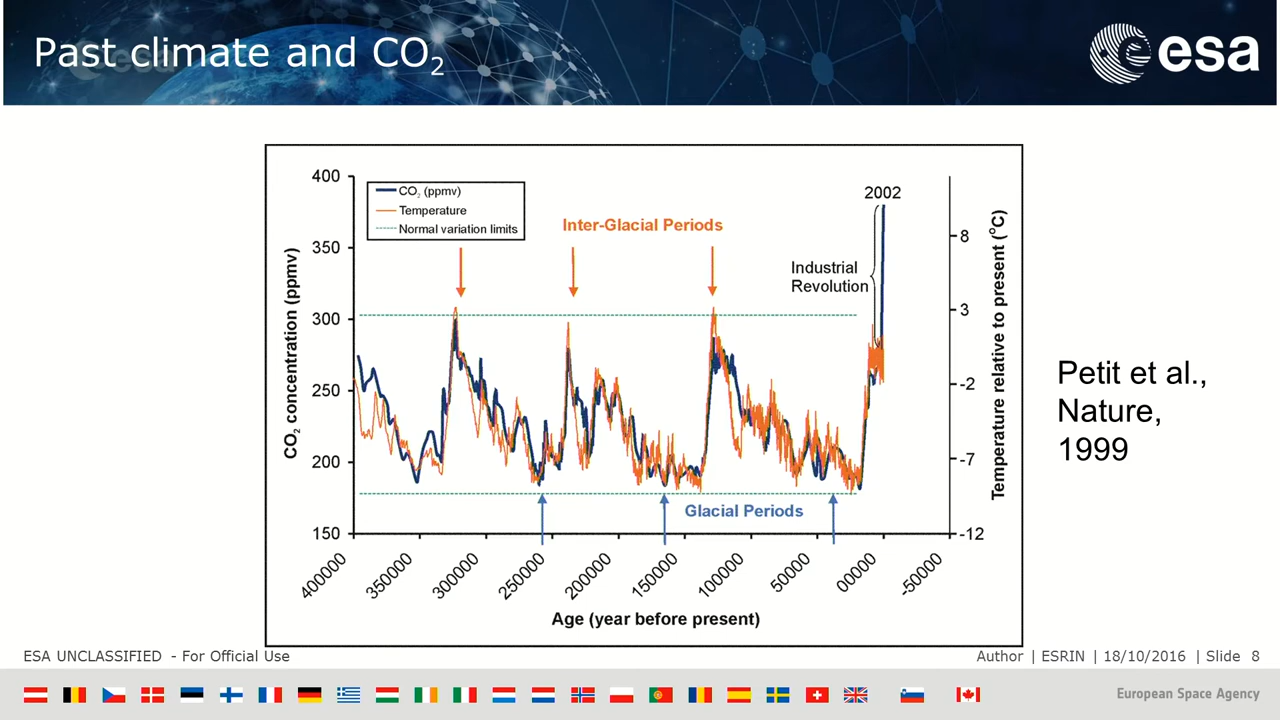 Past climate and CO₂
esa
400
350
300
250
200
150
CO₂ concentration (ppmv)
CO₂ (ppmv)
Temperature
Normal variation limits
Inter-Glacial Periods
2002
Industrial
Revolution
Glacial Periods
8
3
-2
-7
-12
Temperature relative to present (°C)
400000
350000
300000
250000
200000
150000
100000
50000
00000
-50000
Age (year before present)
Petit et al.,
Nature,
1999
ESA UNCLASSIFIED - For Official Use
Author | ESRIN | 18/10/2016 | Slide 8
European Space Agency